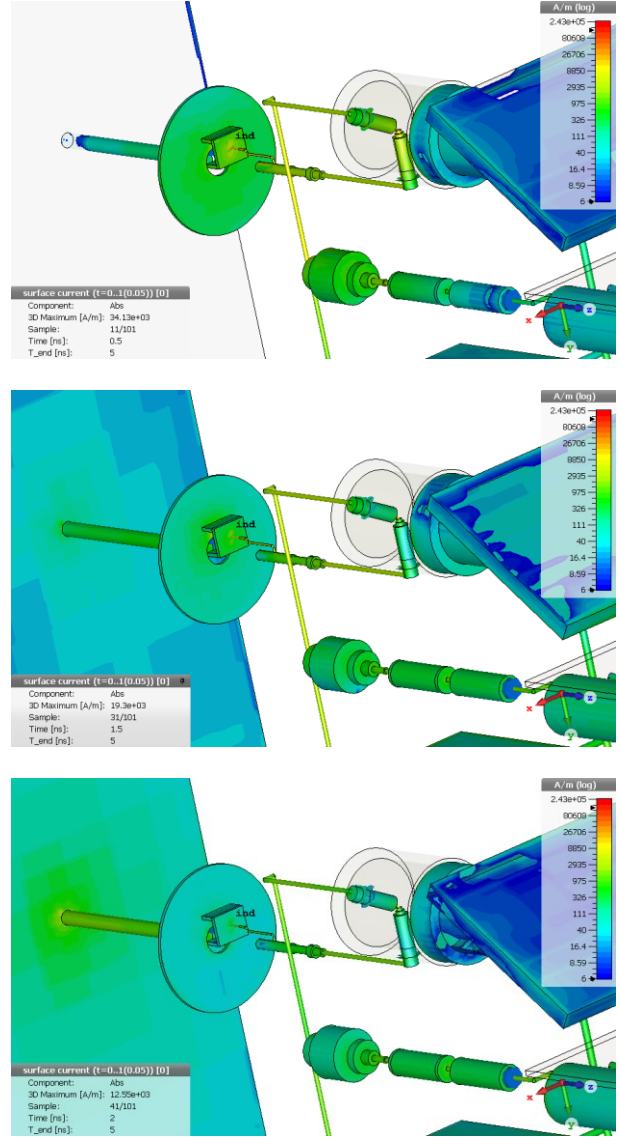 A/m (log)
2.43e+05
80608
26706
8850
2935
975
326
111
40
16.4
8.59
6
ind
x
y
z
surface current (t=0..1(0.05)) [0]
Component: Abs
3D Maximum [A/m]: 34.13e+03
Sample: 11/101
Time [ns]: 0.5
T_end [ns]: 5
A/m (log)
2.43e+05
80608
26706
8850
2935
975
326
111
40
16.4
8.59
6
ind
x
y
z
surface current (t=0..1(0.05)) [0]
Component: Abs
3D Maximum [A/m]: 19.3e+03
Sample: 31/101
Time [ns]: 1.5
T_end [ns]: 5
A/m (log)
2.43e+05
80608
26706
8850
2935
975
326
111
40
16.4
8.59
6
ind
x
y
z
surface current (t=0..1(0.05)) [0]
Component: Abs
3D Maximum [A/m]: 12.55e+03
Sample: 41/101
Time [ns]: 2
T_end [ns]: 5